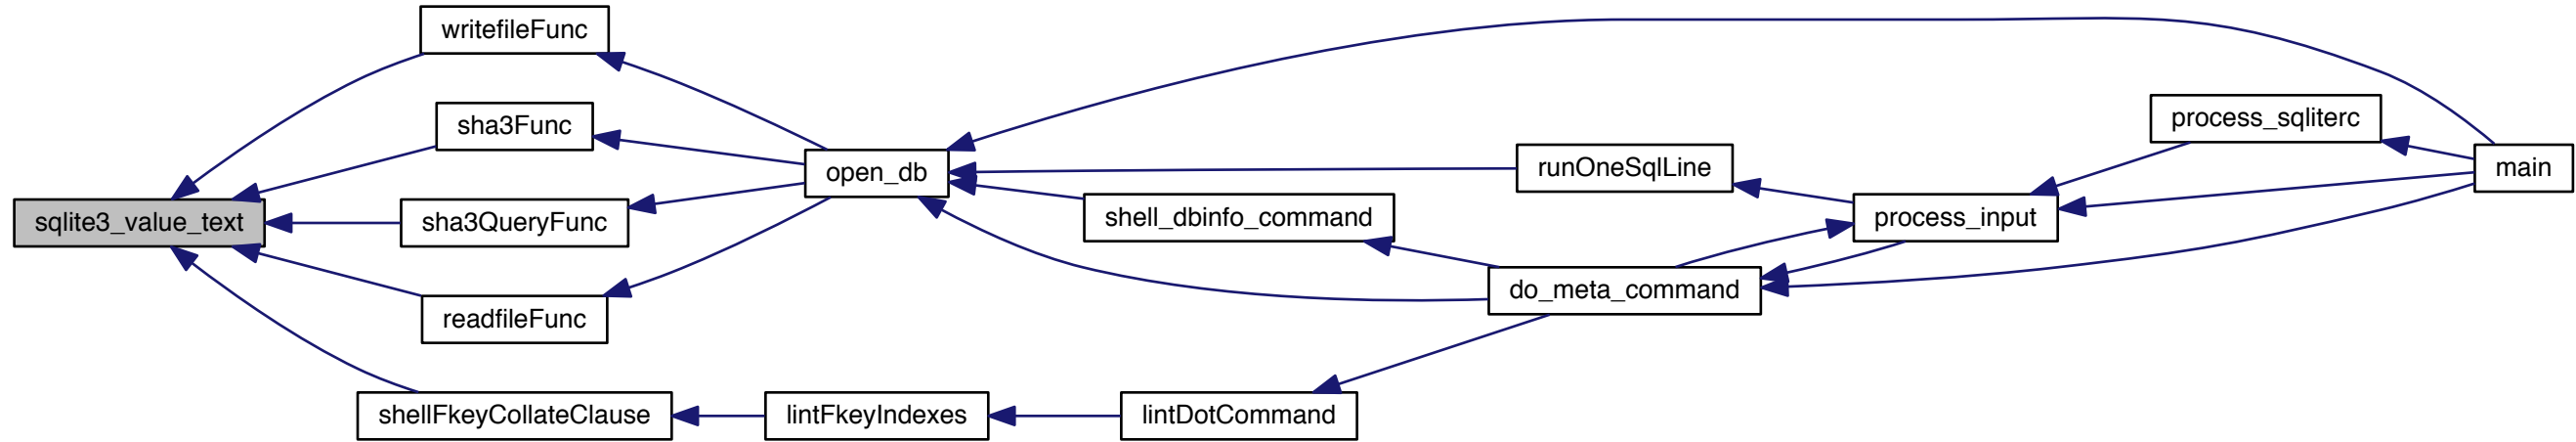 writefileFunc
sha3Func
process_sqliterc
open_db
runOneSqlLine
main
sqlite3_value_text
sha3QueryFunc
shell_dbinfo_command
process_input
readfileFunc
do_meta_command
shellFkeyCollateClause
lintFkeyIndexes
lintDotCommand